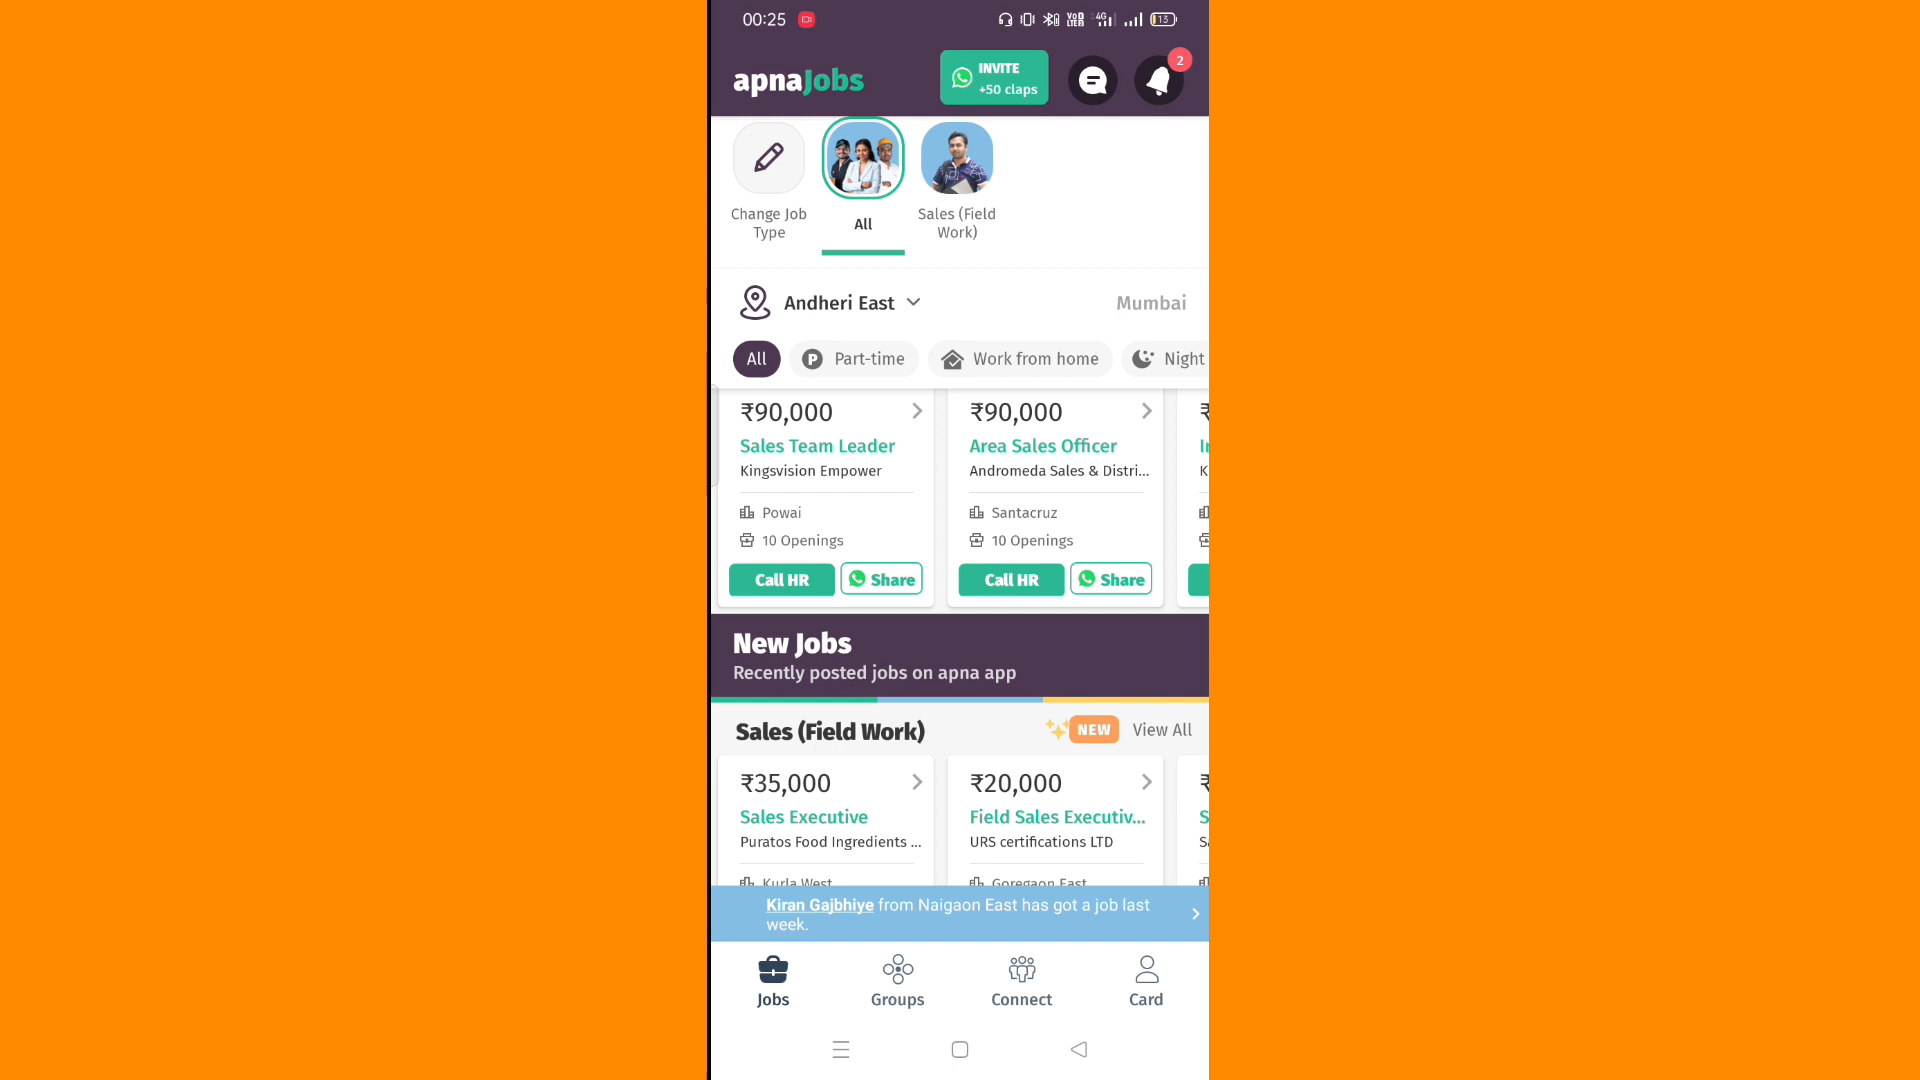 00:25
VoD LTE 4G 13
apnaJobs
INVITE
+50 claps
2
Change Job
Type
All
Sales (Field
Work)
Andheri East
Mumbai
All
P
Part-time
Work from home
Night
₹90,000
₹90,000
₹
Sales Team Leader
Area Sales Officer
Kingsvision Empower
Andromeda Sales & Distri...
K
Powai
Santacruz
10 Openings
10 Openings
Call HR
Share
Call HR
Share
New Jobs
Recently posted jobs on apna app
Sales (Field Work)
NEW
View All
₹35,000
₹20,000
₹
Sales Executive
Field Sales Executiv...
S
Puratos Food Ingredients ...
URS certifications LTD
Sa
Kurla West
Goregaon East
Kiran Gajbhiye from Naigaon East has got a job last
week.
Jobs
Groups
Connect
Card